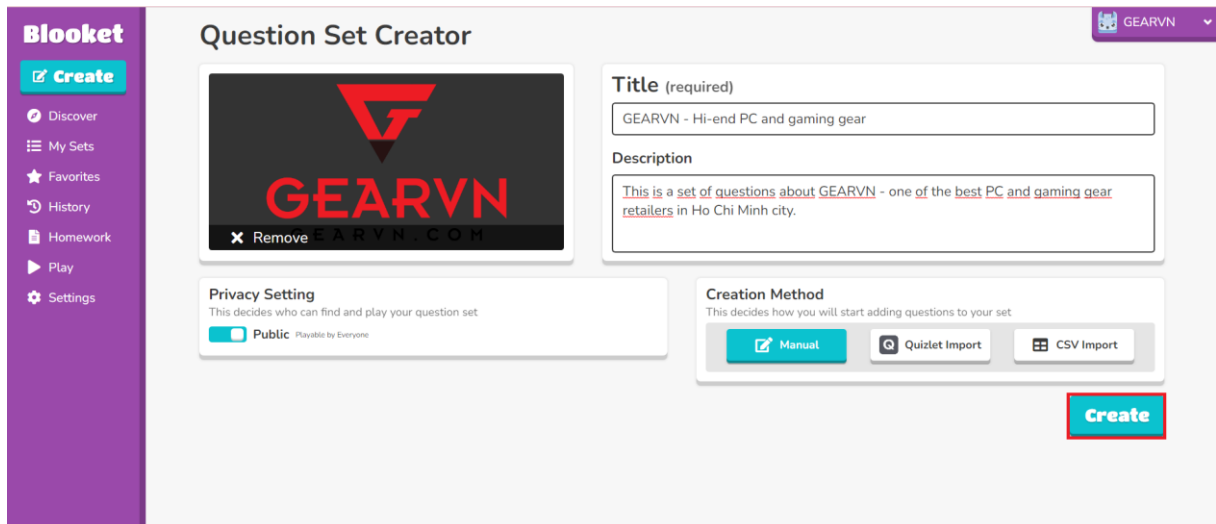 Blooket
Create
Discover
My Sets
Favorites
History
Homework
Play
Settings
GEARVN
Question Set Creator
GEARVN
GEARVN.COM
Remove
Title (required)
GEARVN - Hi-end PC and gaming gear
Description
This is a set of questions about GEARVN - one of the best PC and gaming gear
retailers in Ho Chi Minh city.
Privacy Setting
This decides who can find and play your question set
Public Playable by Everyone
Creation Method
This decides how you will start adding questions to your set
Manual
Q Quizlet Import
CSV Import
Create